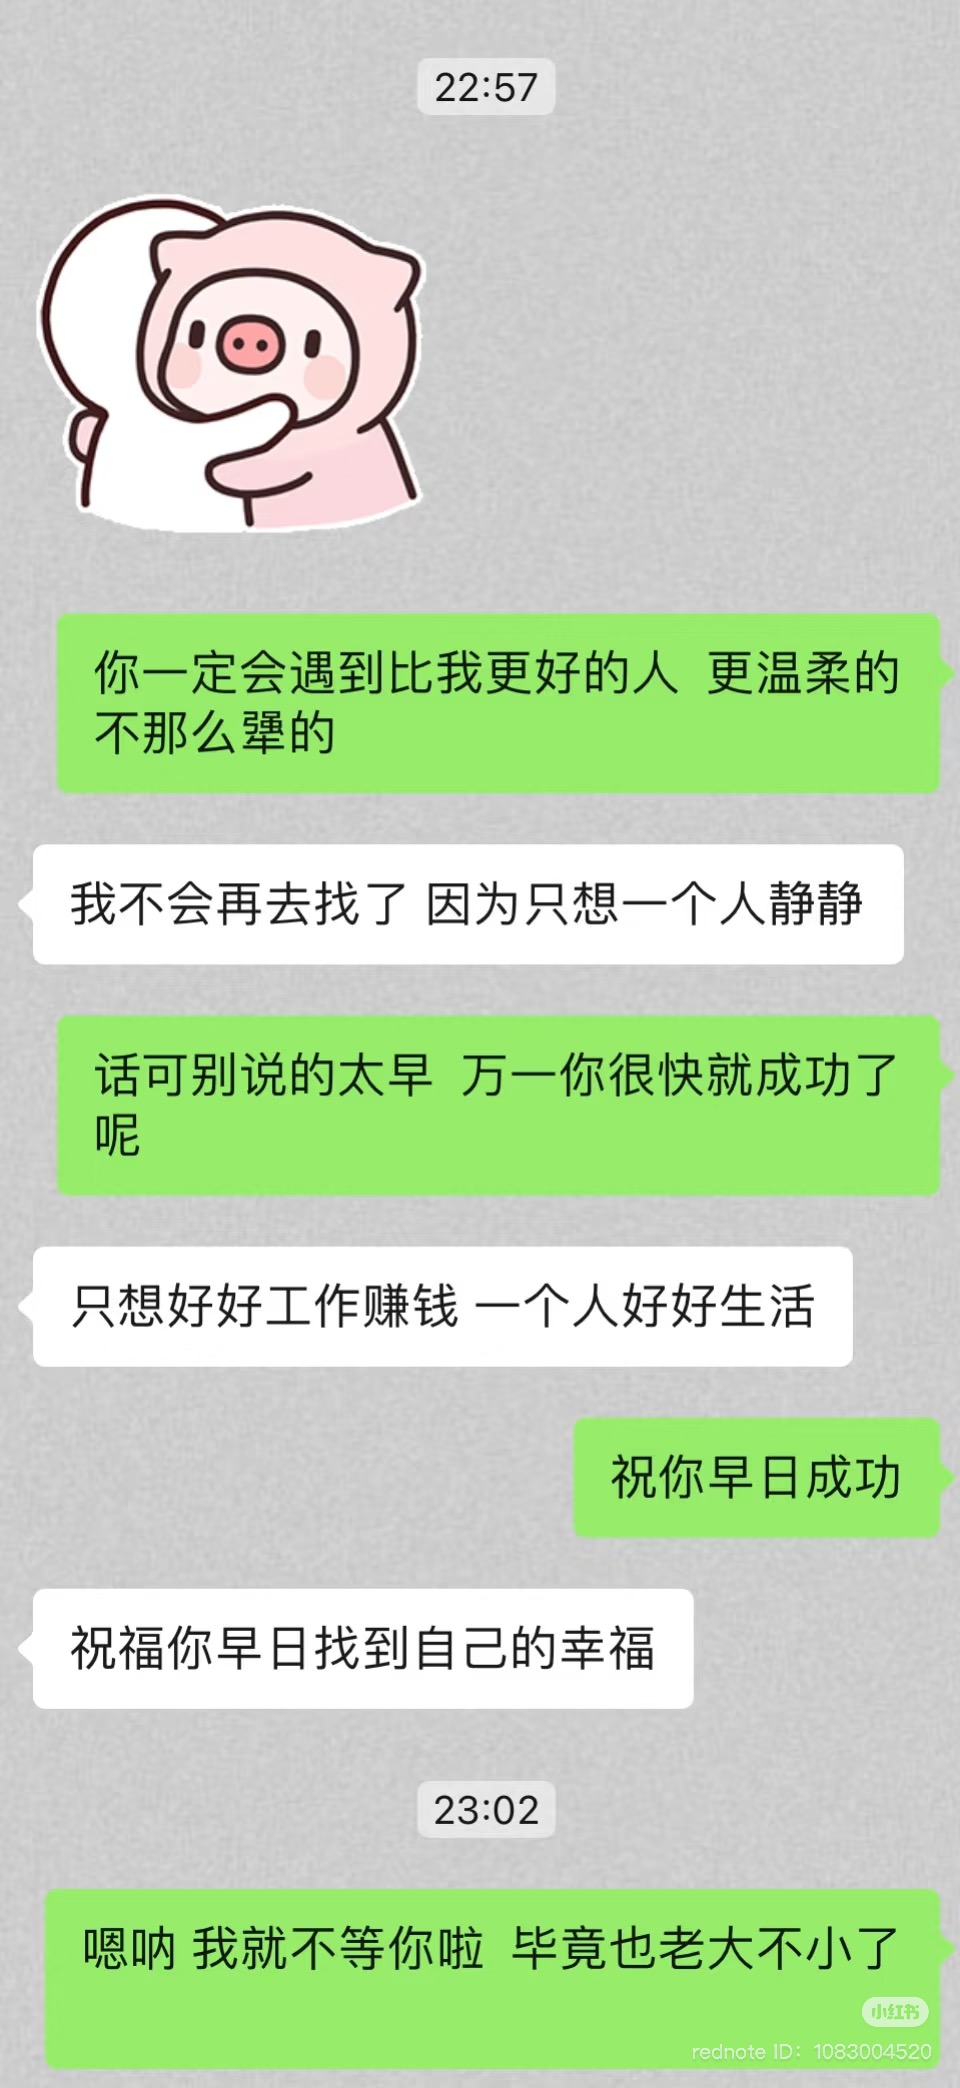 22:57
你一定会遇到比我更好的人 更温柔的
不那么犟的
我不会再去找了 因为只想一个人静静
话可别说的太早 万一你很快就成功了
呢
只想好好工作赚钱 一个人好好生活
祝你早日成功
祝福你早日找到自己的幸福
23:02
嗯呐 我就不等你啦 毕竟也老大不小了
小红书
rednote ID: 1083004520